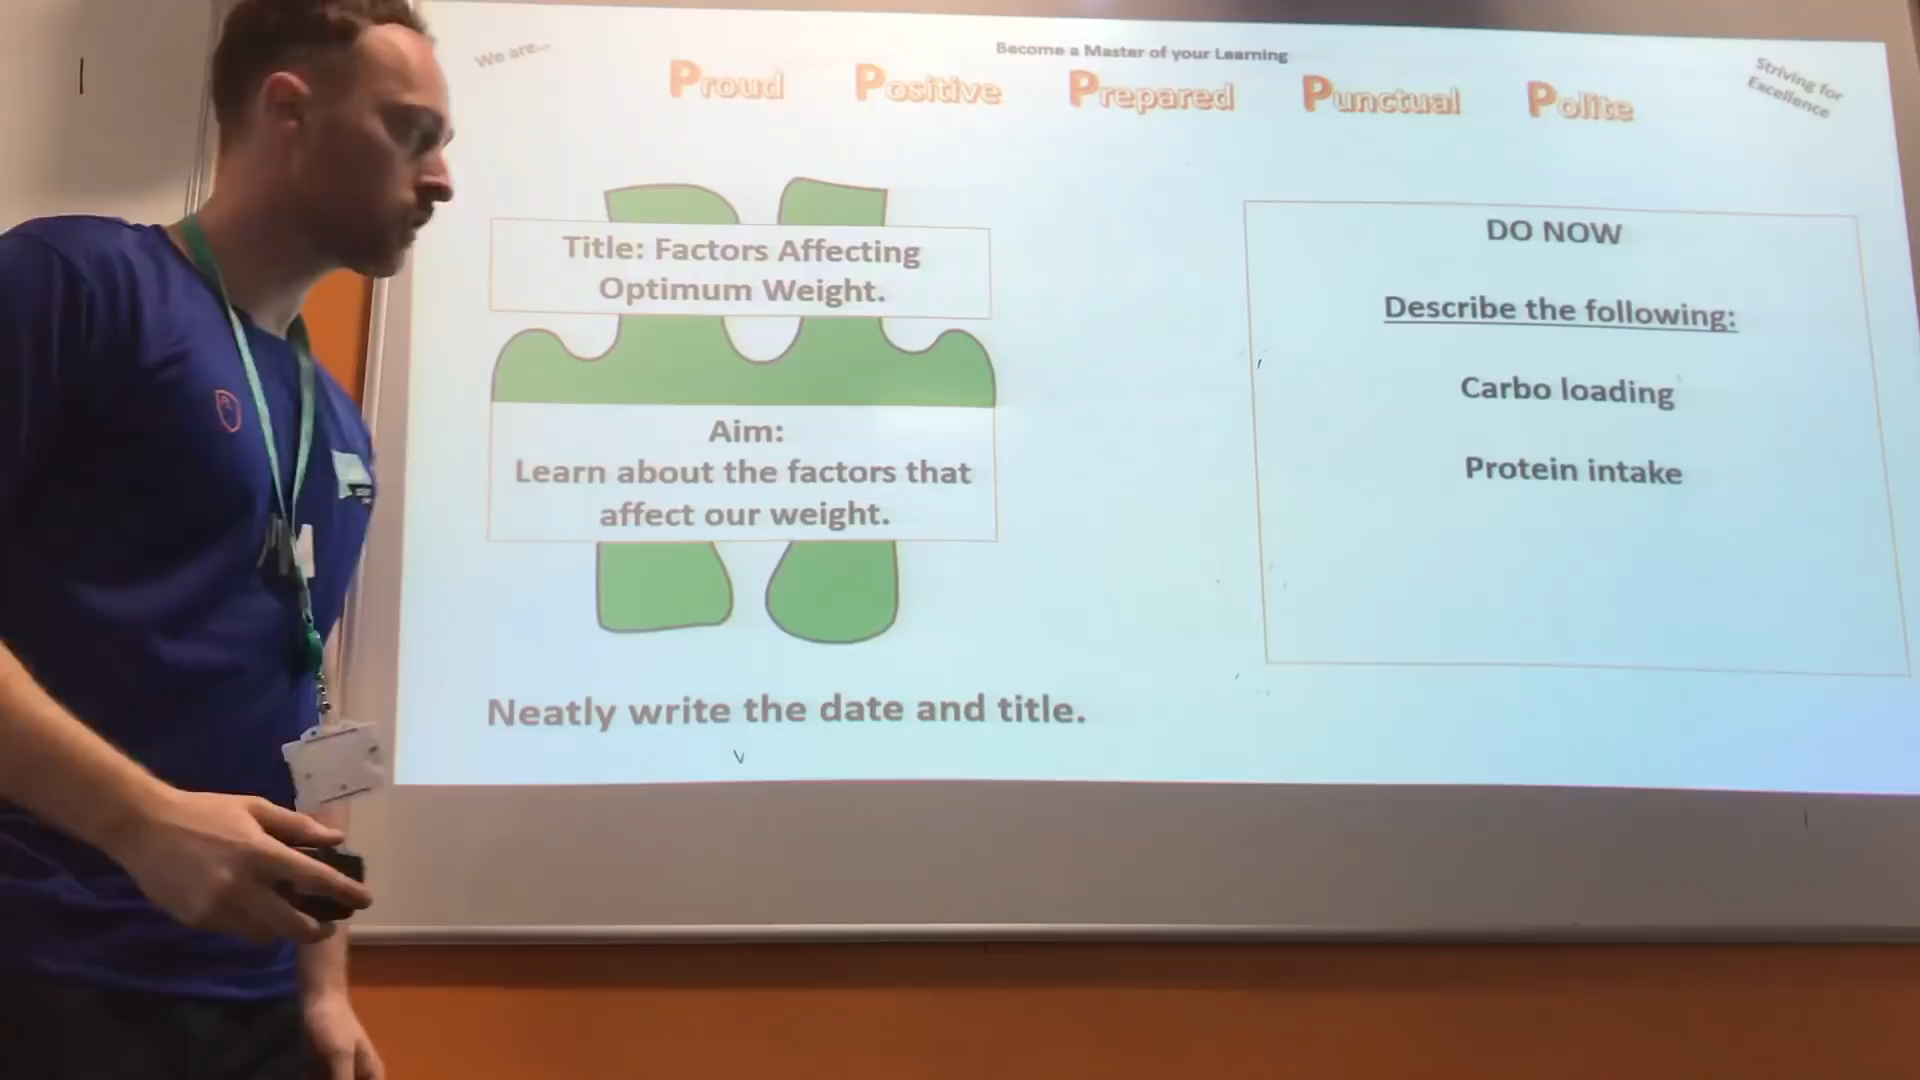 We are...
Become a Master of your Learning
Proud Positive Prepared Punctual Polite
Striving for
Excellence
Title: Factors Affecting
Optimum Weight.
Aim:
Learn about the factors that
affect our weight.
Neatly write the date and title.
DO NOW
Describe the following:
Carbo loading
Protein intake